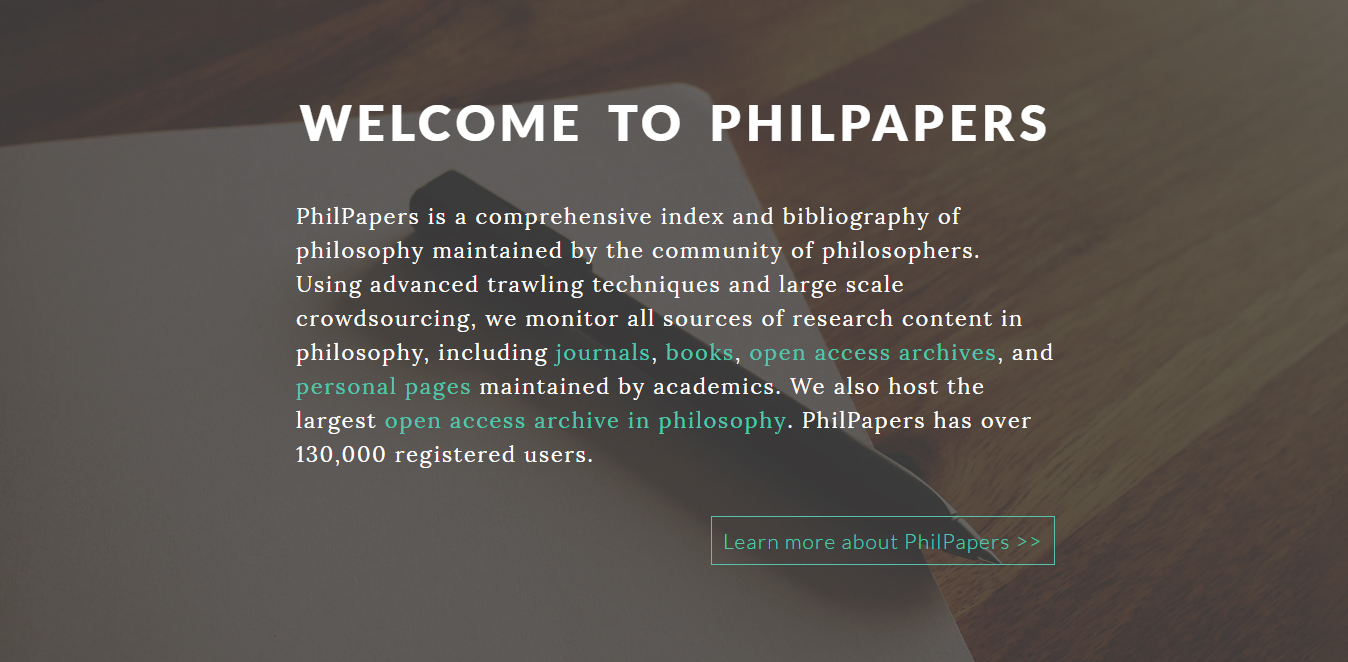 WELCOME TO PHILPAPERS
PhilPapers is a comprehensive index and bibliography of
philosophy maintained by the community of philosophers.
Using advanced trawling techniques and large scale
crowdsourcing, we monitor all sources of research content in
philosophy, including journals, books, open access archives, and
personal pages maintained by academics. We also host the
largest open access archive in philosophy. PhilPapers has over
130,000 registered users.
Learn more about PhilPapers >>